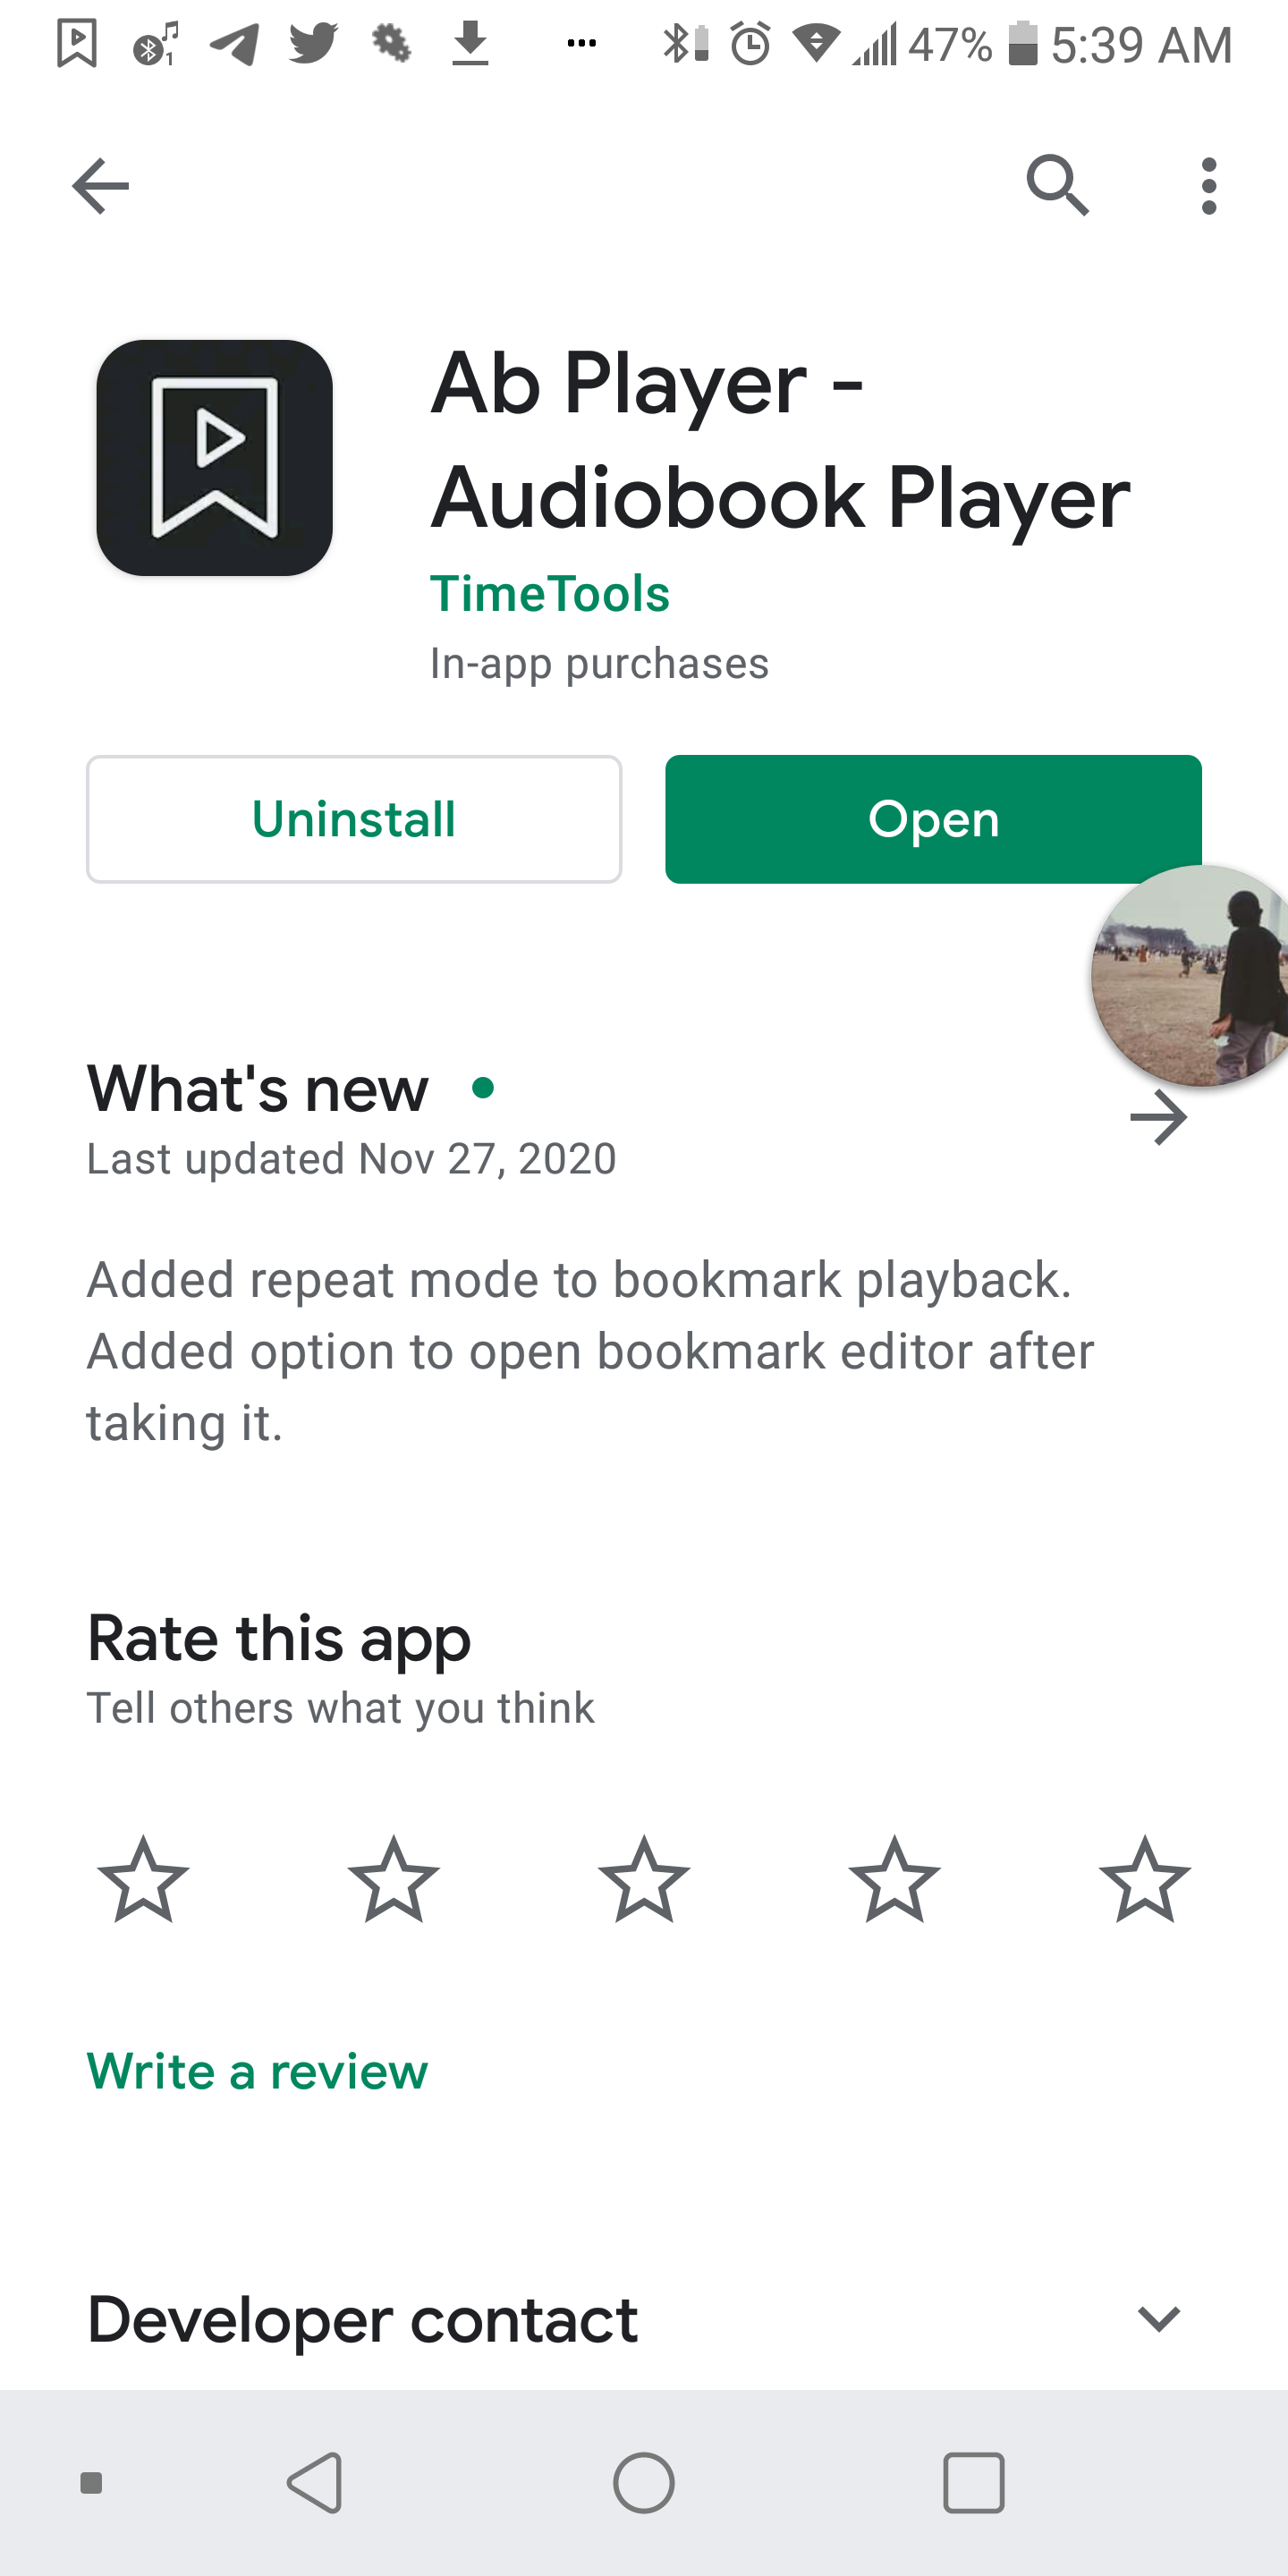 47% 5:39 AM
Ab Player -
Audiobook Player
TimeTools
In-app purchases
Uninstall
Open
What's new
Last updated Nov 27, 2020
Added repeat mode to bookmark playback.
Added option to open bookmark editor after
taking it.
Rate this app
Tell others what you think
Write a review
Developer contact